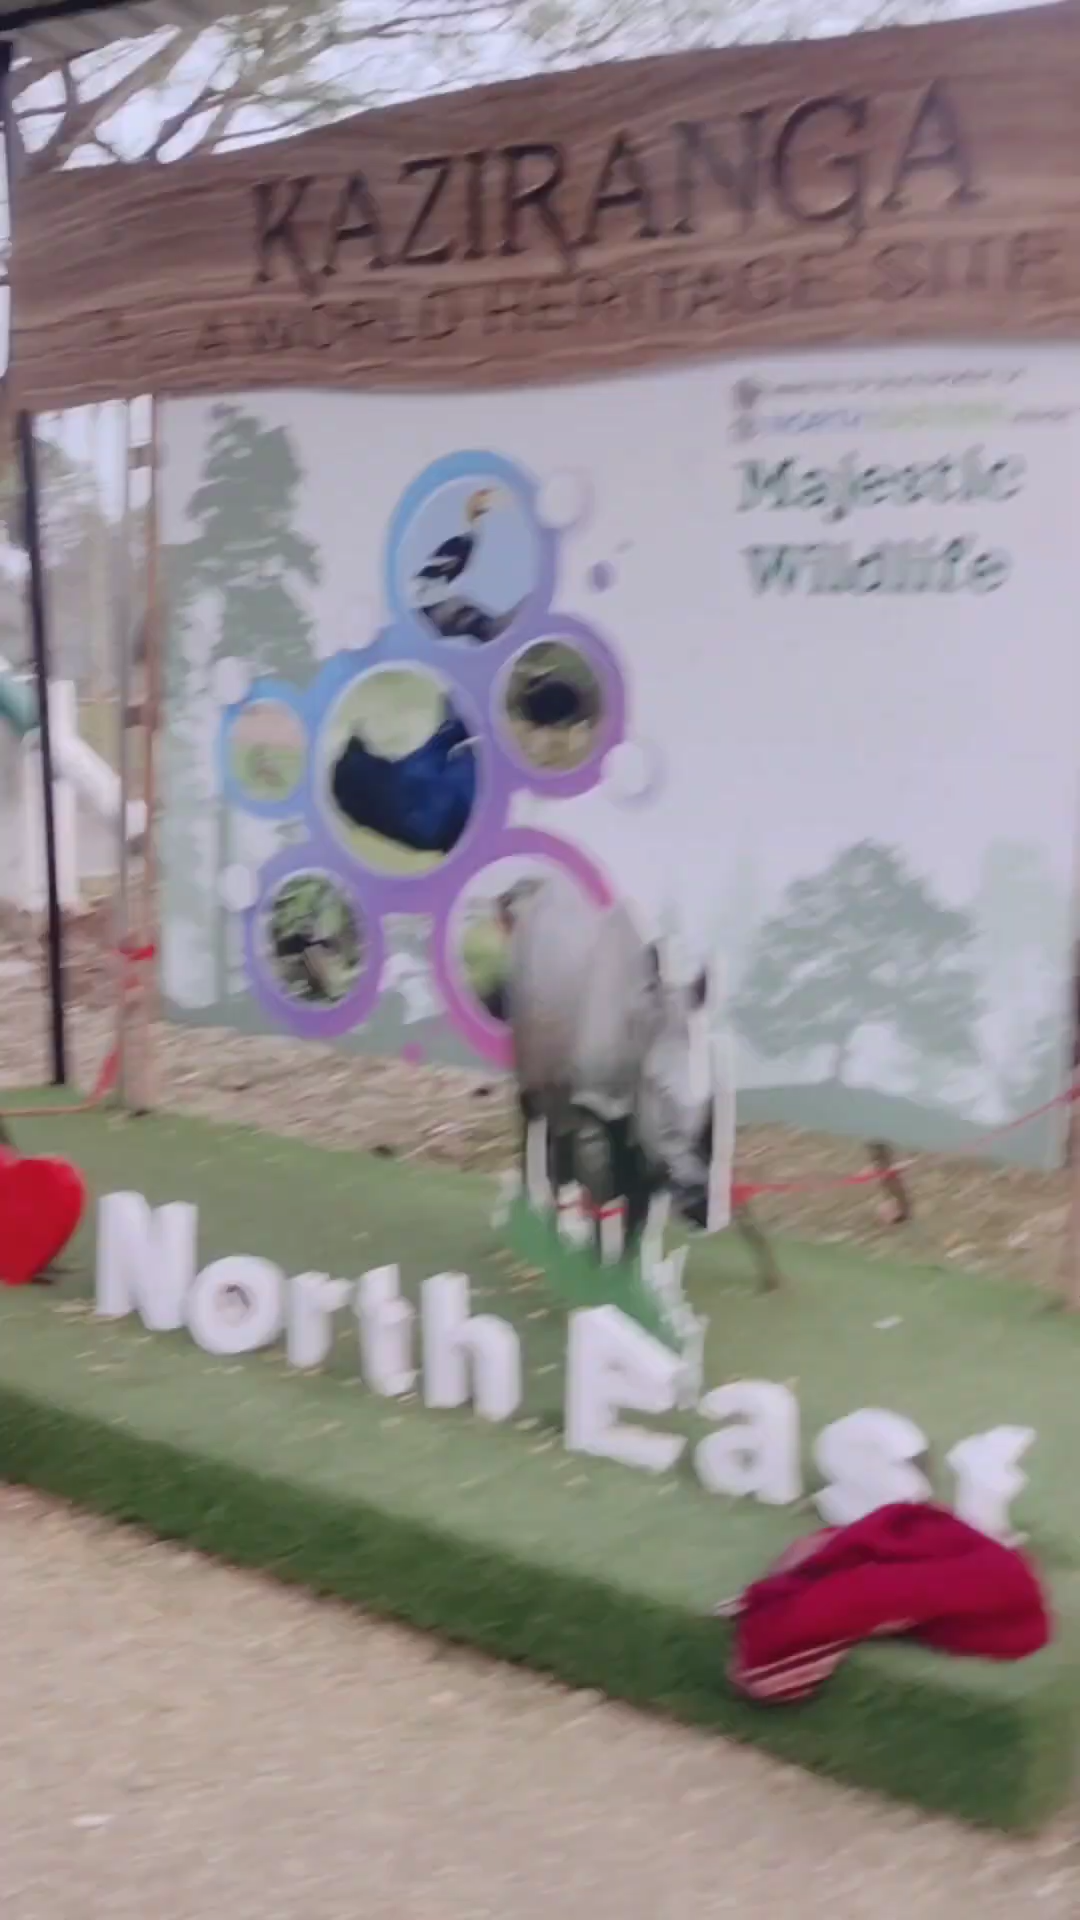 KAZIRANGA
A WORLD HERITAGE SITE
Majestic
Wildlife
North East